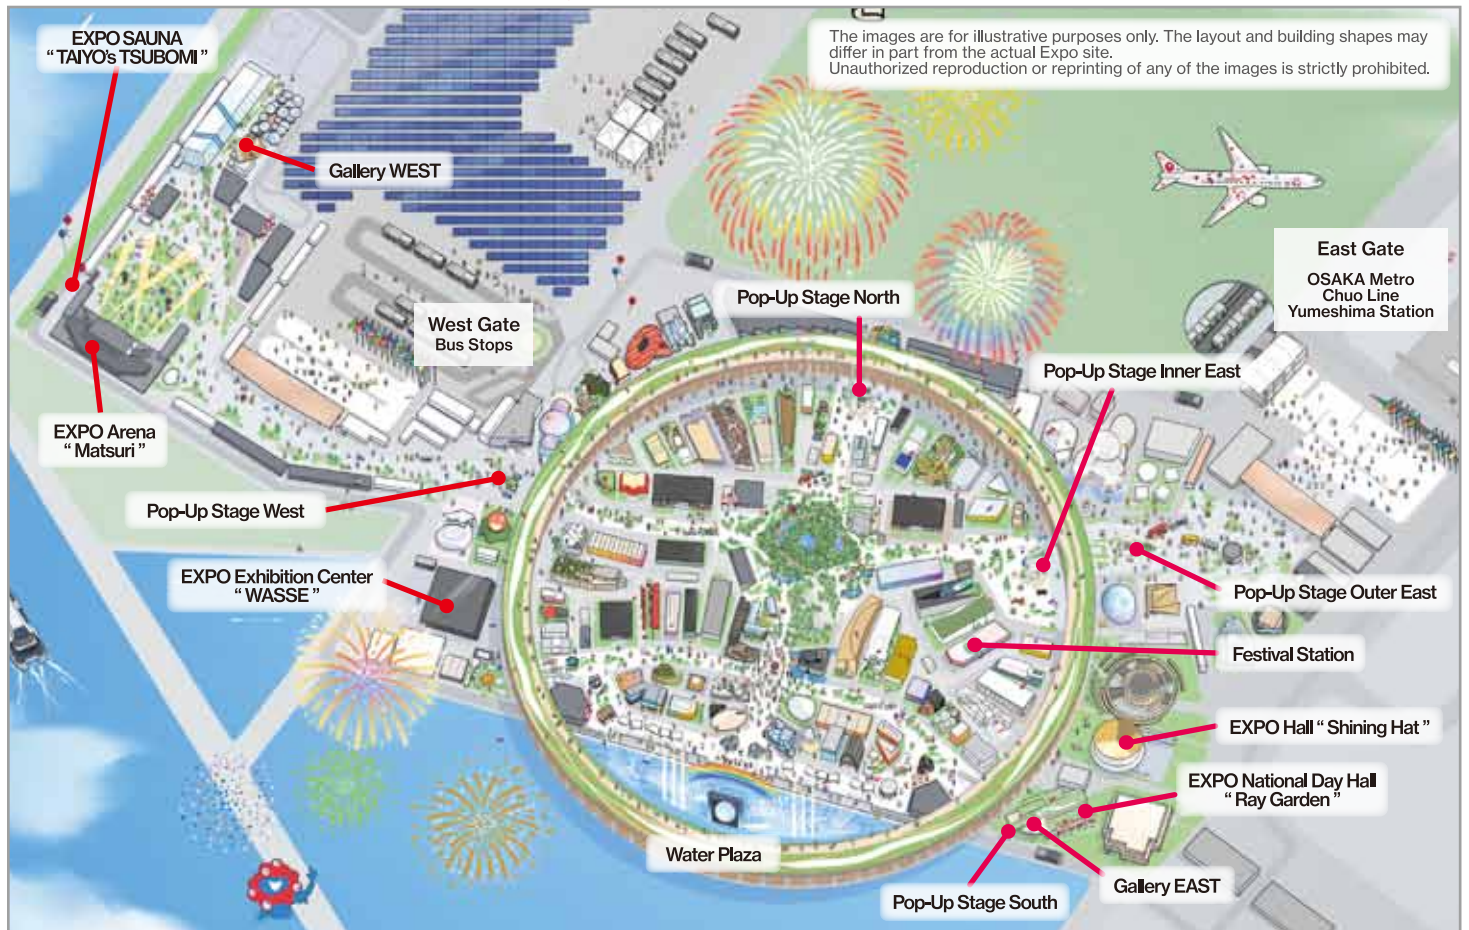 EXPO SAUNA
“ TAIYO's TSUBOMI ”
The images are for illustrative purposes only. The layout and building shapes may
differ in part from the actual Expo site.
Unauthorized reproduction or reprinting of any of the images is strictly prohibited.
Gallery WEST
East Gate
OSAKA Metro
Chuo Line
Yumeshima Station
Pop-Up Stage North
West Gate
Bus Stops
Pop-Up Stage Inner East
EXPO Arena
“ Matsuri ”
Pop-Up Stage West
EXPO Exhibition Center
“ WASSE ”
Pop-Up Stage Outer East
Festival Station
EXPO Hall “ Shining Hat ”
EXPO National Day Hall
“ Ray Garden ”
Water Plaza
Gallery EAST
Pop-Up Stage South